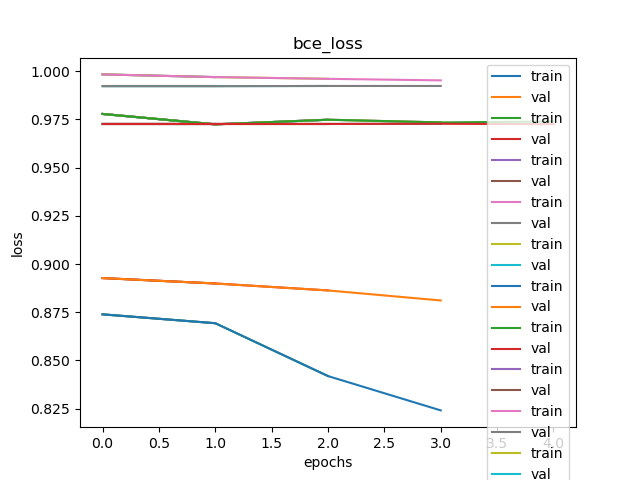 bce_loss
loss
1.000
0.975
0.950
0.925
0.900
0.875
0.850
0.825
0.0 0.5 1.0 1.5 2.0 2.5 3.0 3.5 4.0
epochs
train
val
train
val
train
val
train
val
train
val
train
val
train
val
train
val
train
val
train
val